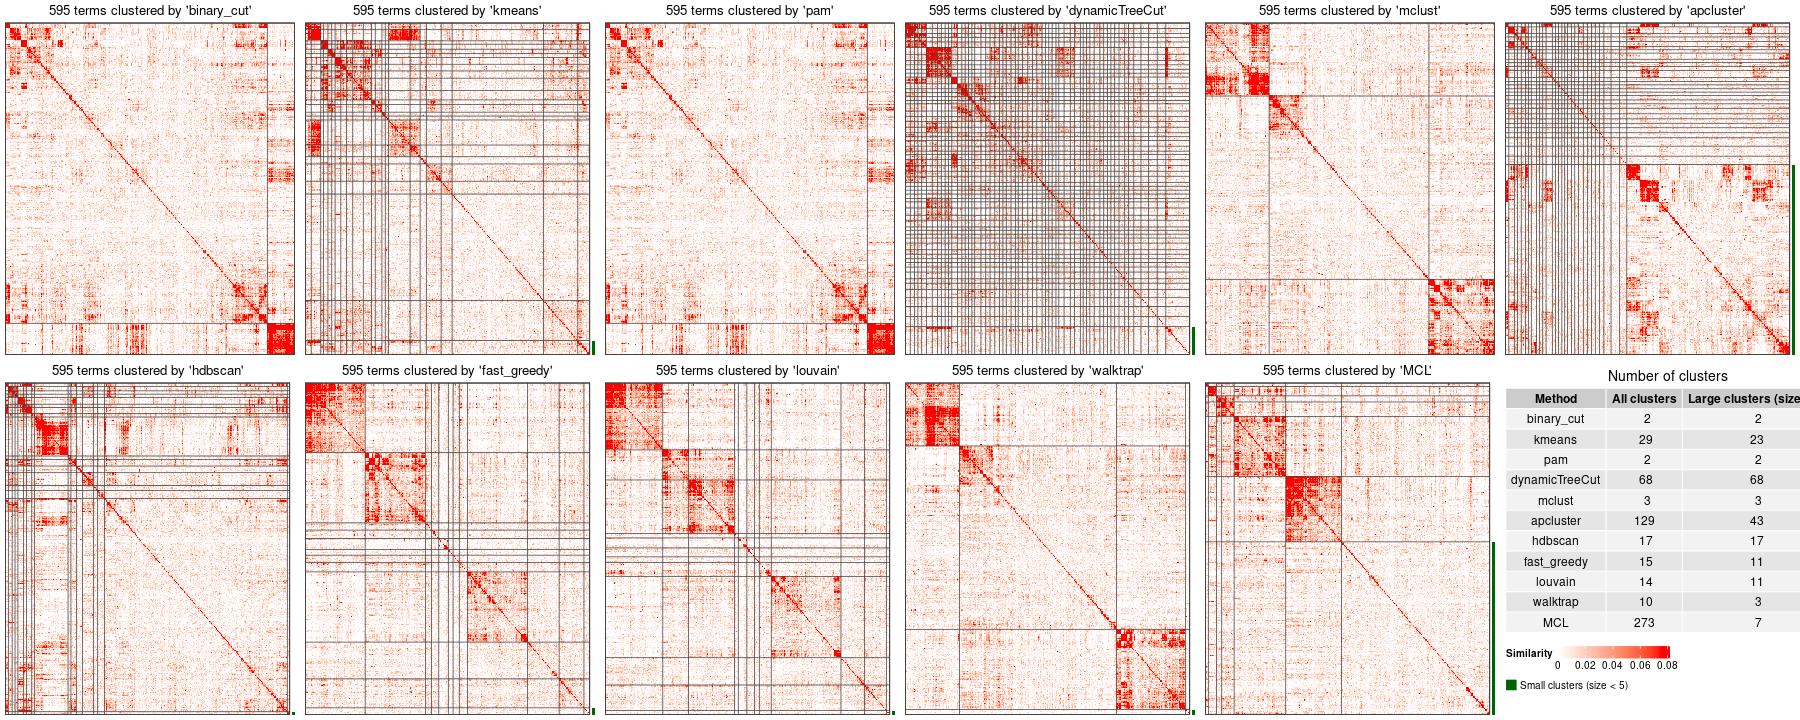 595 terms clustered by 'binary_cut'
595 terms clustered by 'kmeans'
595 terms clustered by 'pam'
595 terms clustered by 'dynamicTreeCut'
595 terms clustered by 'mclust'
595 terms clustered by 'apcluster'
595 terms clustered by 'hdbscan'
595 terms clustered by 'fast_greedy'
595 terms clustered by 'louvain'
595 terms clustered by 'walktrap'
595 terms clustered by 'MCL'
Number of clusters
Method All clusters Large clusters (size
binary_cut 2 2
kmeans 29 23
pam 2 2
dynamicTreeCut 68 68
mclust 3 3
apcluster 129 43
hdbscan 17 17
fast_greedy 15 11
louvain 14 11
walktrap 10 3
MCL 273 7
Similarity
0 0.02 0.04 0.06 0.08
Small clusters (size < 5)